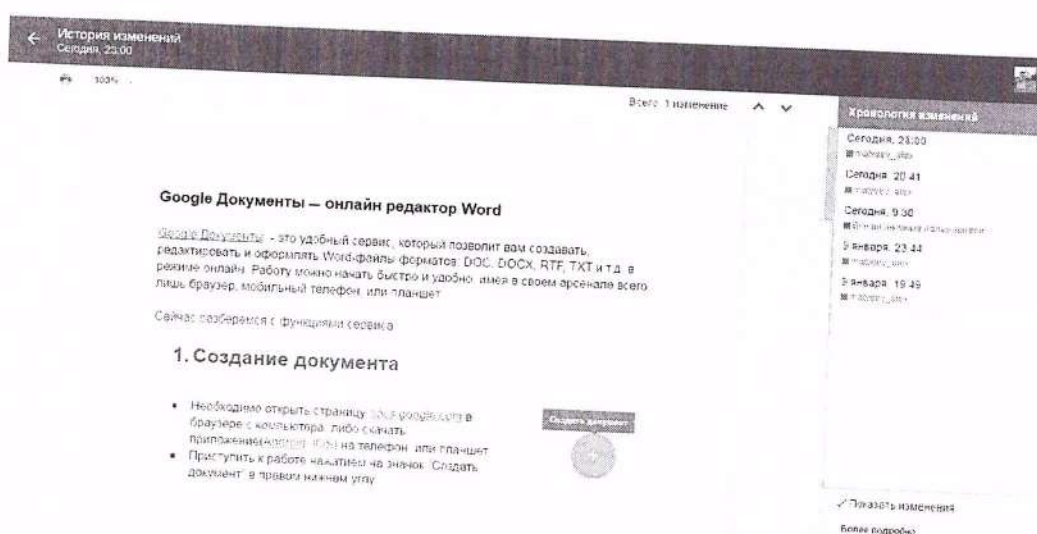 История изменений
Сегодня, 23:00
100%
Всего 1 изменение
Хронология изменений
Сегодня, 23:00
Сегодня, 20:41
Сегодня, 9:30
9 января, 23:44
9 января, 19:49
Google Документы — онлайн редактор Word
Google Документы - это удобный сервис, который позволит вам создавать,
редактировать и оформлять Word-файлы форматов: DOC, DOCX, RTF, TXT и т.д. в
режиме онлайн. Работу можно начать быстро и удобно, имея в своем арсенале всего
лишь браузер, мобильный телефон, или планшет
Сейчас разберемся с функциями сервиса
1. Создание документа
Необходимо открыть страницу docs.google.com в
браузере с компьютера, либо скачать
на телефон, или планшет
Приступить к работе нажатием на значок "Создать
документ" в правом нижнем углу
Создать документ
Показать изменения
Более подробно